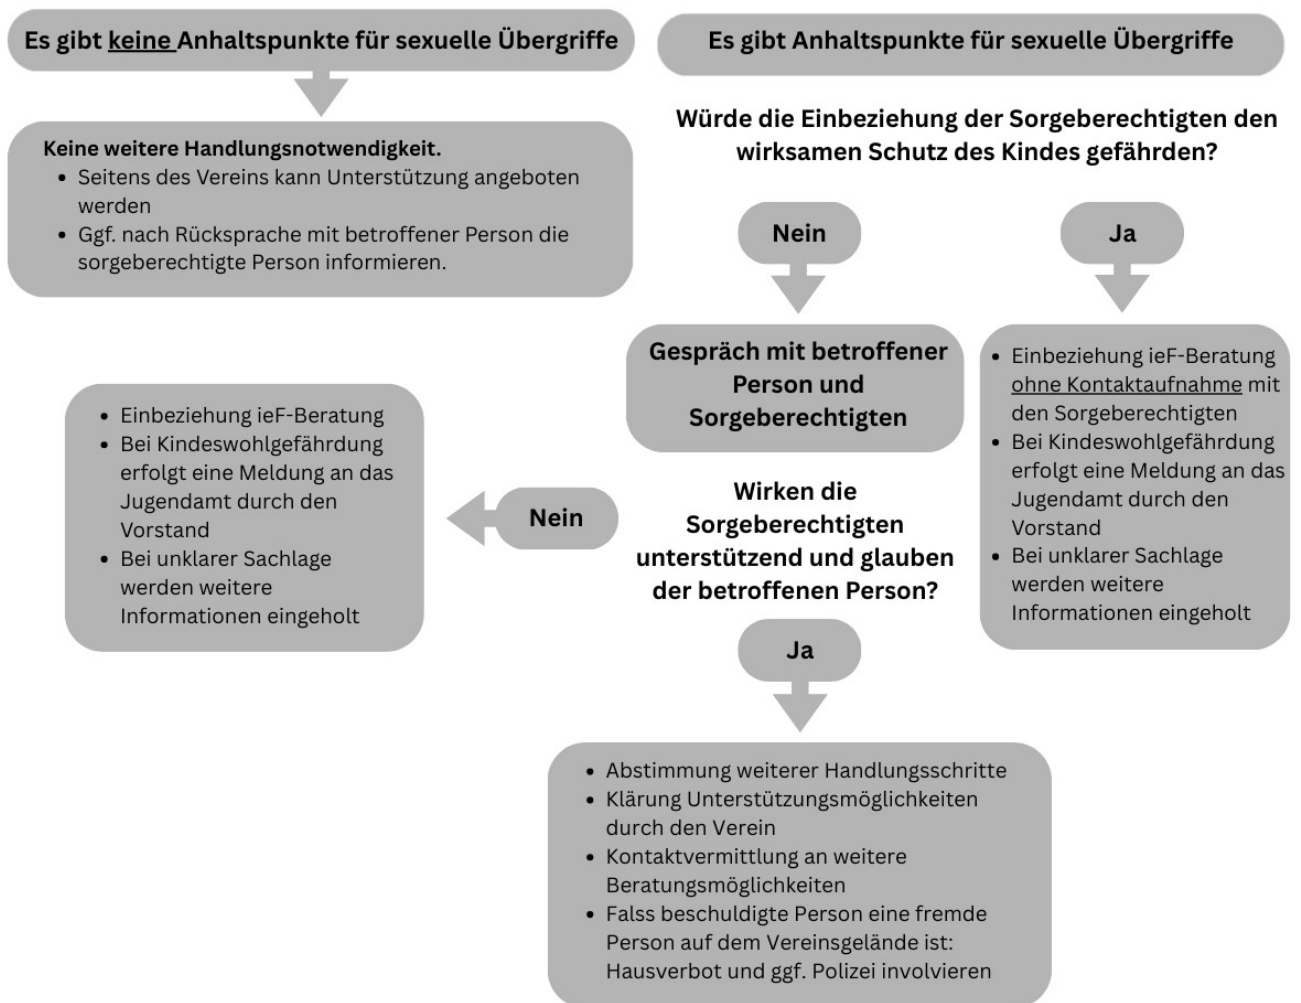 Es gibt keine Anhaltspunkte für sexuelle Übergriffe
Keine weitere Handlungsnotwendigkeit.
• Seitens des Vereins kann Unterstützung angeboten
werden
• Ggf. nach Rücksprache mit betroffener Person die
sorgeberechtigte Person informieren.
Es gibt Anhaltspunkte für sexuelle Übergriffe
Würde die Einbeziehung der Sorgeberechtigten den
wirksamen Schutz des Kindes gefährden?
Nein
Ja
Gespräch mit betroffener
Person und
Sorgeberechtigten
• Einbeziehung ieF-Beratung
ohne Kontaktaufnahme mit
den Sorgeberechtigten
• Bei Kindeswohlgefährdung
erfolgt eine Meldung an das
Jugendamt durch den
Vorstand
• Bei unklarer Sachlage
werden weitere
Informationen eingeholt
Wirken die
Sorgeberechtigten
unterstützend und glauben
der betroffenen Person?
Nein
• Einbeziehung ieF-Beratung
• Bei Kindeswohlgefährdung
erfolgt eine Meldung an das
Jugendamt durch den
Vorstand
• Bei unklarer Sachlage
werden weitere
Informationen eingeholt
Ja
• Abstimmung weiterer Handlungsschritte
• Klärung Unterstützungsmöglichkeiten
durch den Verein
• Kontaktvermittlung an weitere
Beratungsmöglichkeiten
• Falss beschuldigte Person eine fremde
Person auf dem Vereinsgelände ist:
Hausverbot und ggf. Polizei involvieren